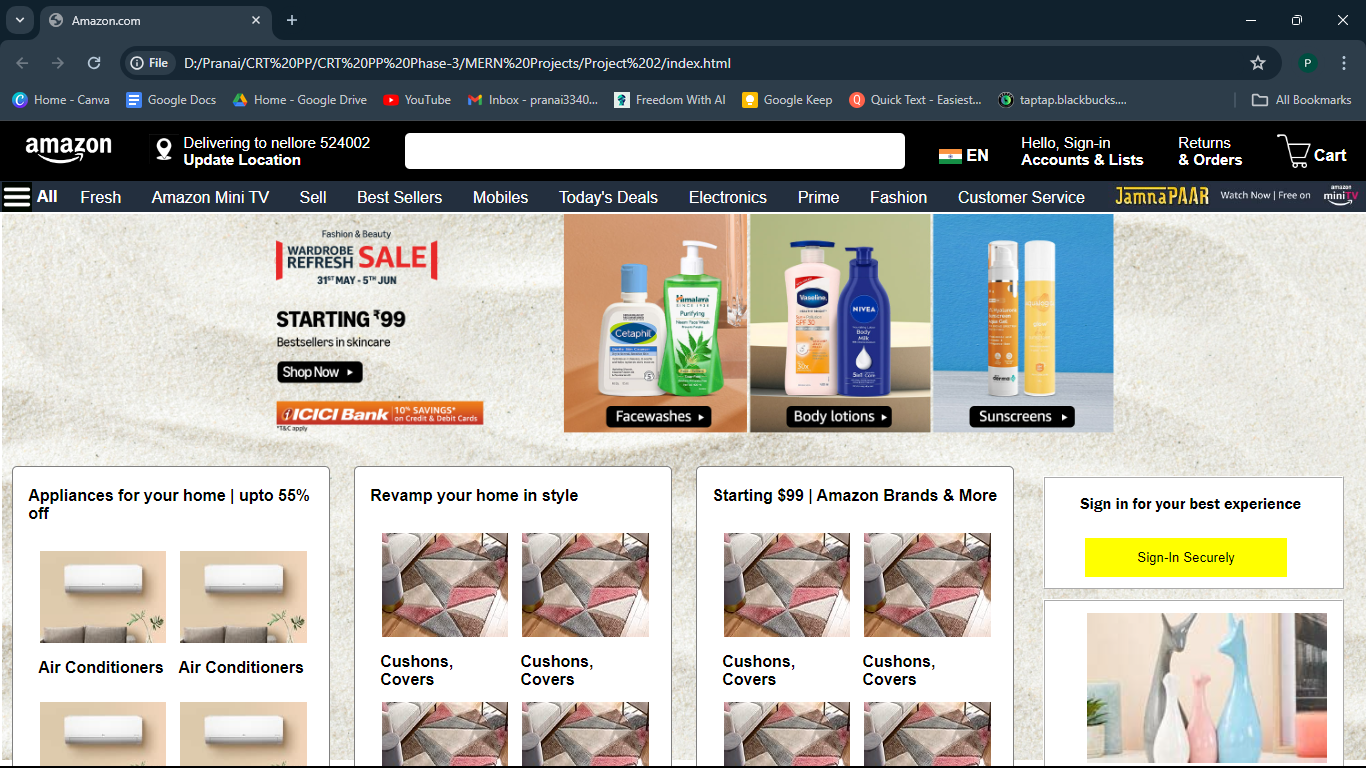 Amazon.com
File
D:/Pranai/CRT%20PP/CRT%20PP%20Phase-3/MERN%20Projects/Project%202/index.html
P
Home - Canva
Google Docs
Home - Google Drive
YouTube
Inbox - pranai3340...
Freedom With AI
Google Keep
Quick Text - Easiest...
taptap.blackbucks....
All Bookmarks
amazon
Delivering to nellore 524002
Update Location
EN
Hello, Sign-in
Accounts & Lists
Returns
& Orders
Cart
All
Fresh
Amazon Mini TV
Sell
Best Sellers
Mobiles
Today's Deals
Electronics
Prime
Fashion
Customer Service
JamnaPAAR
Watch Now | Free on
amazon
miniTV
Fashion & Beauty
WARDROBE
REFRESH SALE
31ST MAY - 5TH JUN
STARTING ₹99
Bestsellers in skincare
Shop Now
ICICI Bank
10% SAVINGS*
on Credit & Debit Cards
*T&C apply
Cetaphil
Himalaya
SINCE 1930
Purifying
Neem Face Wash
Facewashes
Vaseline
SPF 30
NIVEA
Body
Milk
Body lotions
Sunscreens
Appliances for your home | upto 55%
off
Air Conditioners
Air Conditioners
Revamp your home in style
Cushons,
Covers
Cushons,
Covers
Starting $99 | Amazon Brands & More
Cushons,
Covers
Cushons,
Covers
Sign in for your best experience
Sign-In Securely